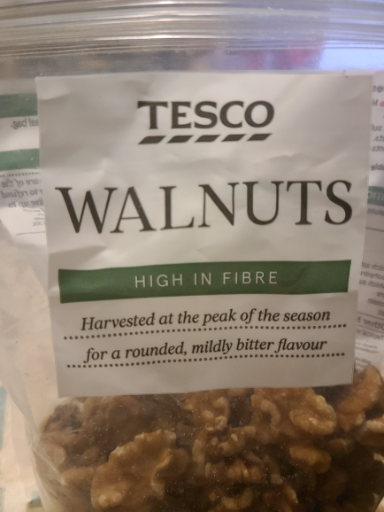 TESCO
WALNUTS
HIGH IN FIBRE
Harvested at the peak of the season
for a rounded, mildly bitter flavour